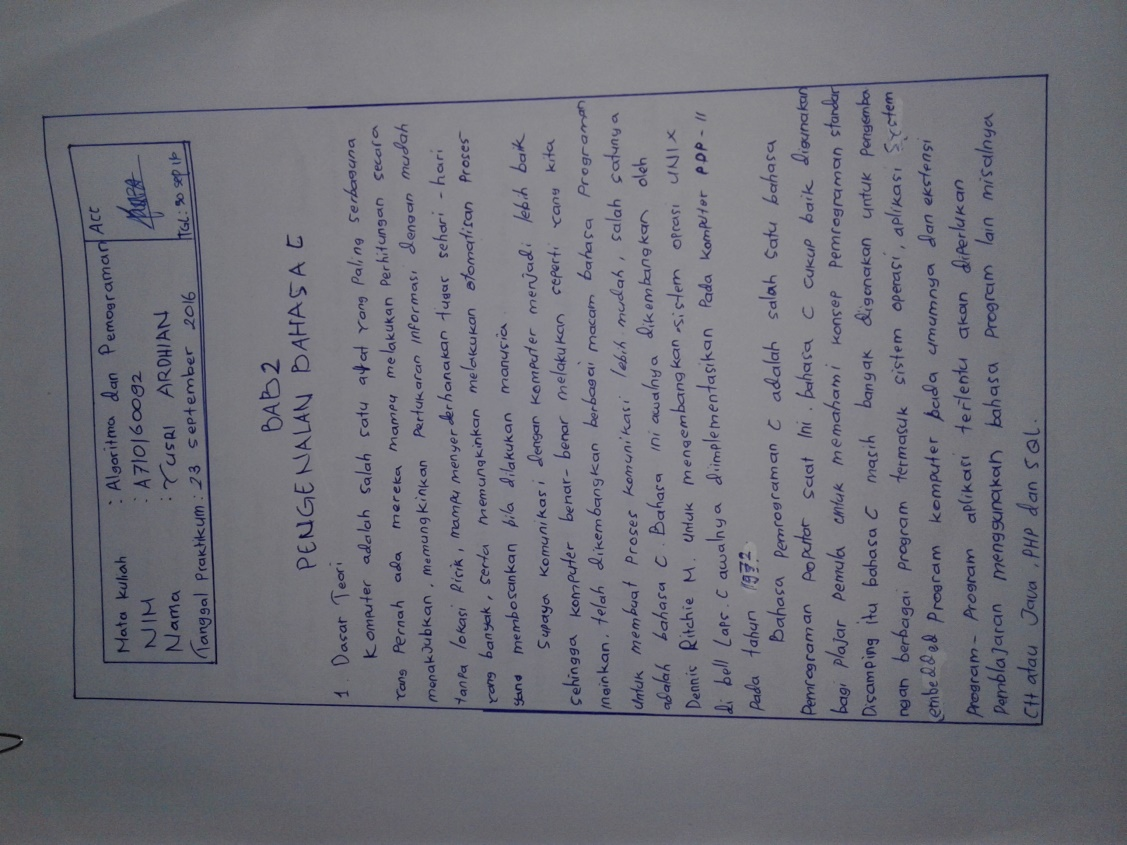 Mata kuliah : Algoritma dan Pemograman
NIM : A710160092
Nama : YUSRI ARDHIAN
Tanggal Praktikum : 23 september 2016
Acc
TGL: 30 sep 16
BAB 2
PENGENALAN BAHASA C
1. Dasar Teori
Komputer adalah salah satu alat yang paling serbaguna
yang Pernah ada mereka mampu melakukan Perhitungan secara
menakjubkan, memungkinkan Pertukaran informasi dengan mudah
tanpa lokasi fisik, mampu menyederhanakan tugas sehari-hari
yang banyak, serta memungkinkan melakukan otomatisan Proses
yang membosankan bila dilakukan manusia.
Supaya komunikasi dengan komputer menjadi lebih baik
sehingga komputer benar-benar melakukan seperti yang kita
mainkan. telah dikembangkan berbagai macam bahasa Programan
untuk membuat Proses komunikasi lebih mudah, salah satunya
adalah bahasa C. Bahasa ini awalnya dikembangkan oleh
Dennis Ritchie M. untuk mengembangkan sistem oprasi UNIX
di bell Laps. C awalnya diimplementasikan Pada komputer PDP-11
Pada tahun 1972.
Bahasa Pemrograman C adalah salah satu bahasa
Pemrograman Populer saat ini. bahasa C cukup baik digunakan
bagi Plajar Pemula untuk memahami konsep Pemrograman standar
Disamping itu bahasa C masih banyak digunakan untuk Pengemba
ngan berbagai program termasuk sistem operasi, aplikasi System
embedded Program komputer pada umumnya dan ekstensi
Program-Program aplikasi tertentu akan diperlukan
Pemblajaran menggunakan bahasa Program lain misalnya
C++ atau Java, PHP dan SQL.